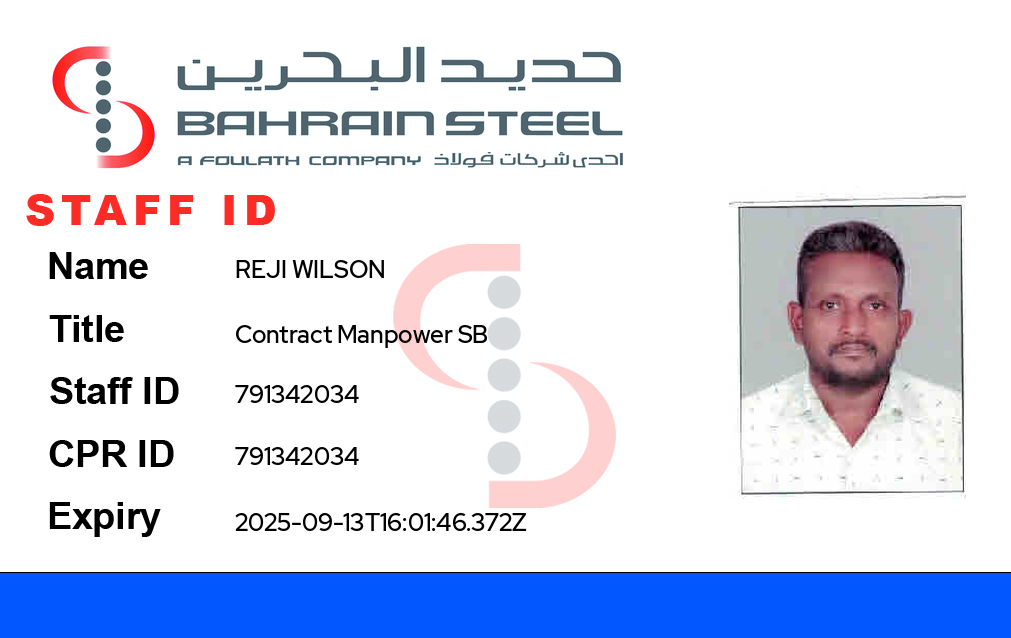 حديد البحرين
BAHRAIN STEEL
A FOULATH COMPANY احدى شركات فولاذ
STAFF ID
Name REJI WILSON
Title Contract Manpower SB
Staff ID 791342034
CPR ID 791342034
Expiry 2025-09-13T16:01:46.372Z